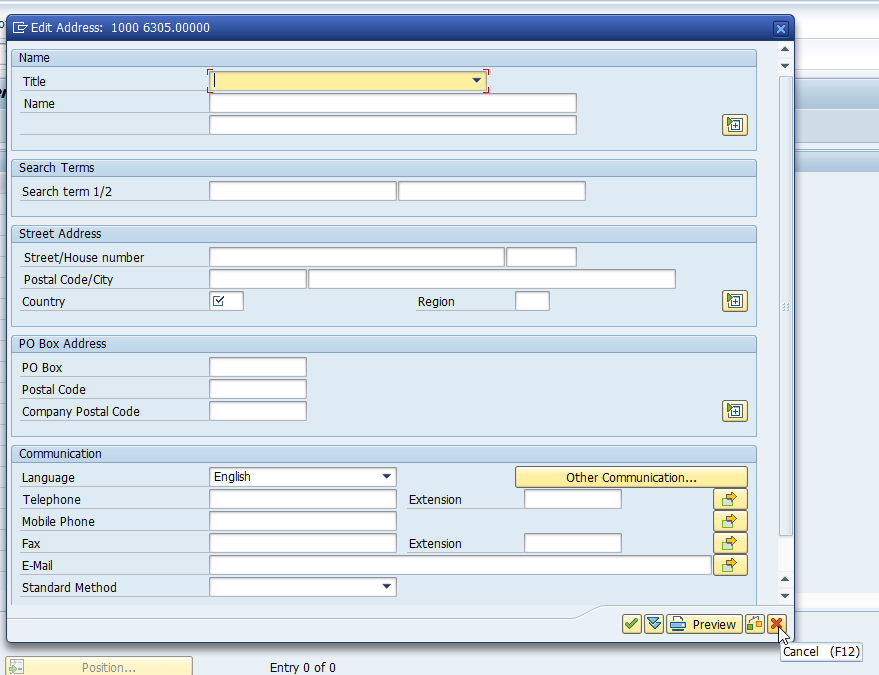 Edit Address: 1000 6305.00000
Name
Title
Name
Search Terms
Search term 1/2
Street Address
Street/House number
Postal Code/City
Country Region
PO Box Address
PO Box
Postal Code
Company Postal Code
Communication
Language English Other Communication...
Telephone Extension
Mobile Phone
Fax Extension
E-Mail
Standard Method
Preview
Cancel (F12)
Position... Entry 0 of 0